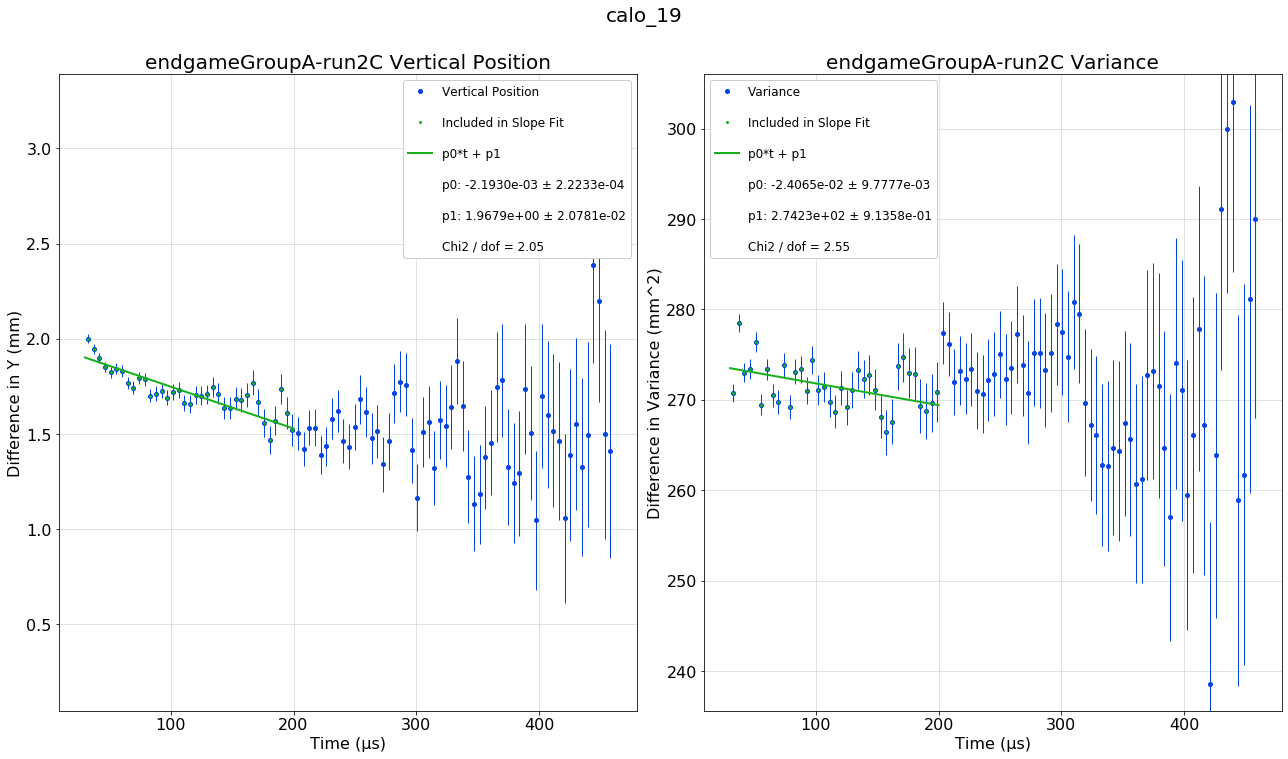 calo_19
endgameGroupA-run2C Vertical Position
Difference in Y (mm)
3.0
2.5
2.0
1.5
1.0
0.5
Vertical Position
Included in Slope Fit
p0*t + p1
p0: -2.1930e-03 ± 2.2233e-04
p1: 1.9679e+00 ± 2.0781e-02
Chi2 / dof = 2.05
100
200
300
400
Time (µs)
endgameGroupA-run2C Variance
Difference in Variance (mm^2)
300
290
280
270
260
250
240
Variance
Included in Slope Fit
p0*t + p1
p0: -2.4065e-02 ± 9.7777e-03
p1: 2.7423e+02 ± 9.1358e-01
Chi2 / dof = 2.55
100
200
300
400
Time (µs)